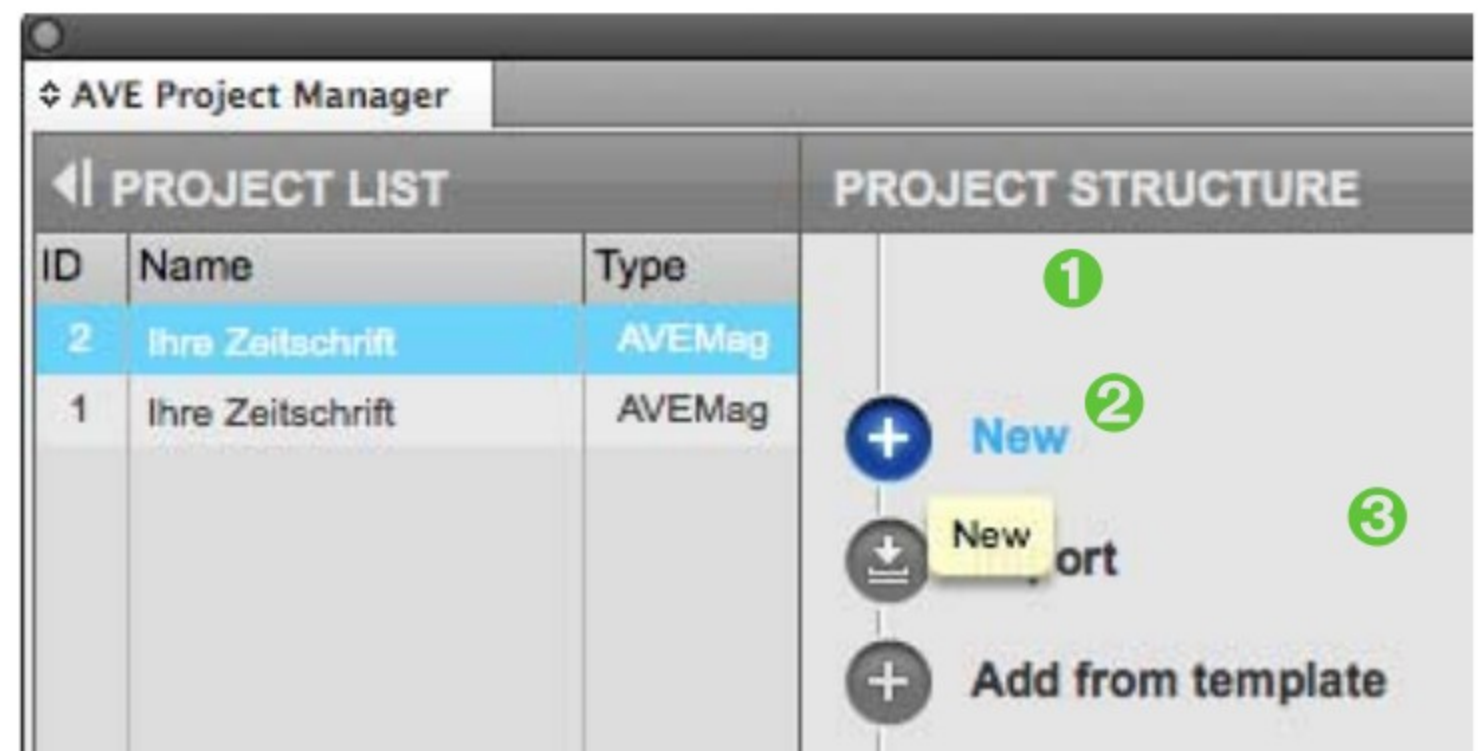 AVE Project Manager
PROJECT LIST
ID Name Type
2 Ihre Zeitschrift AVEMag
1 Ihre Zeitschrift AVEMag
PROJECT STRUCTURE
1
2
New
3
New
ort
Add from template